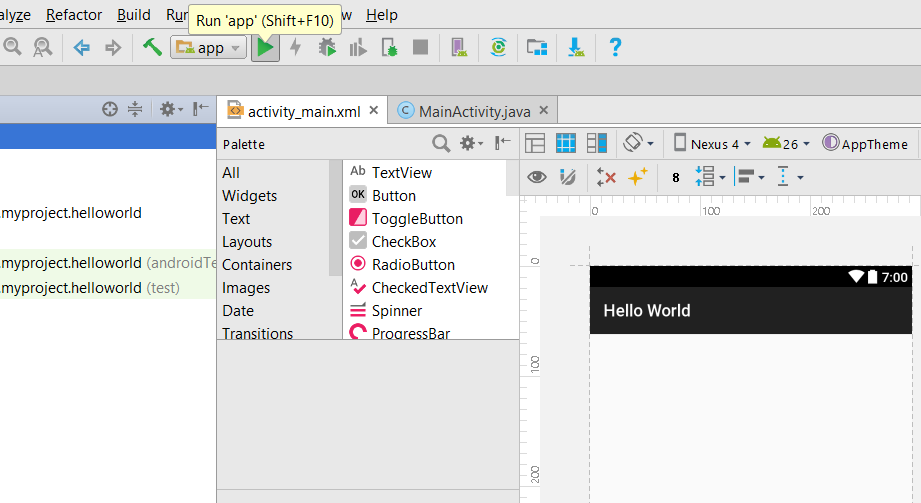 alyze Refactor Build Ru w Help
Run 'app' (Shift+F10)
app
activity_main.xml
MainActivity.java
Palette
Nexus 4
26
AppTheme
All
Widgets
Text
Layouts
Containers
Images
Date
Transitions
Ab TextView
OK Button
ToggleButton
CheckBox
RadioButton
CheckedTextView
Spinner
ProgressBar
8
0 100 200
0
100
200
.myproject.helloworld
.myproject.helloworld (androidTe
.myproject.helloworld (test)
7:00
Hello World